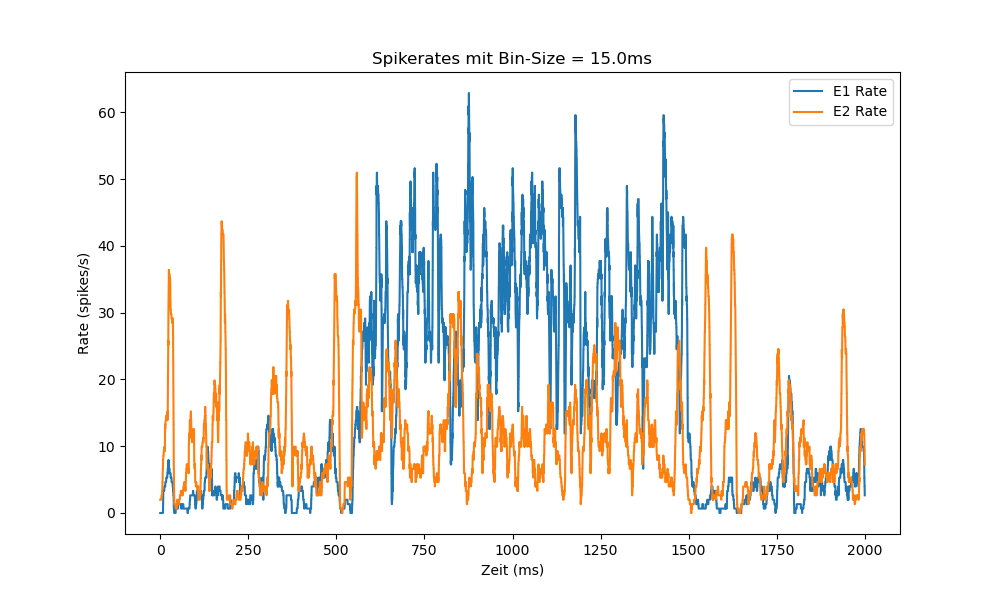 Spikerates mit Bin-Size = 15.0ms
E1 Rate
E2 Rate
60
50
40
30
20
10
0
Rate (spikes/s)
0 250 500 750 1000 1250 1500 1750 2000
Zeit (ms)